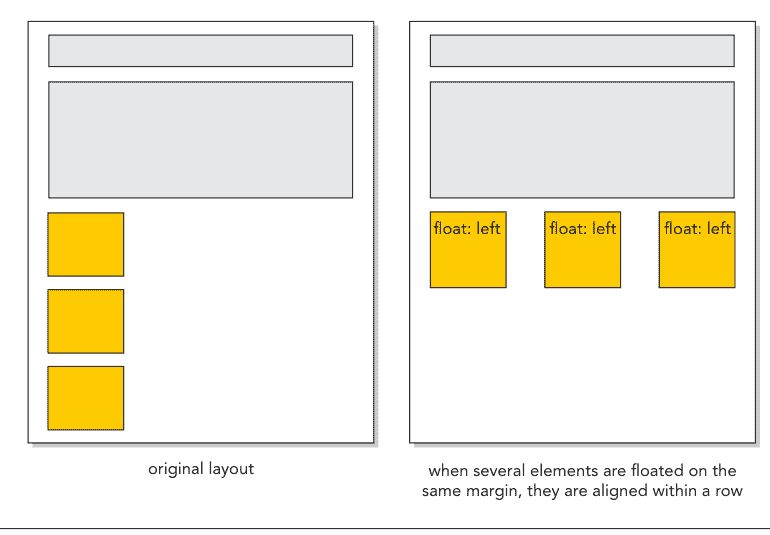 float: left float: left float: left
original layout
when several elements are floated on the
same margin, they are aligned within a row